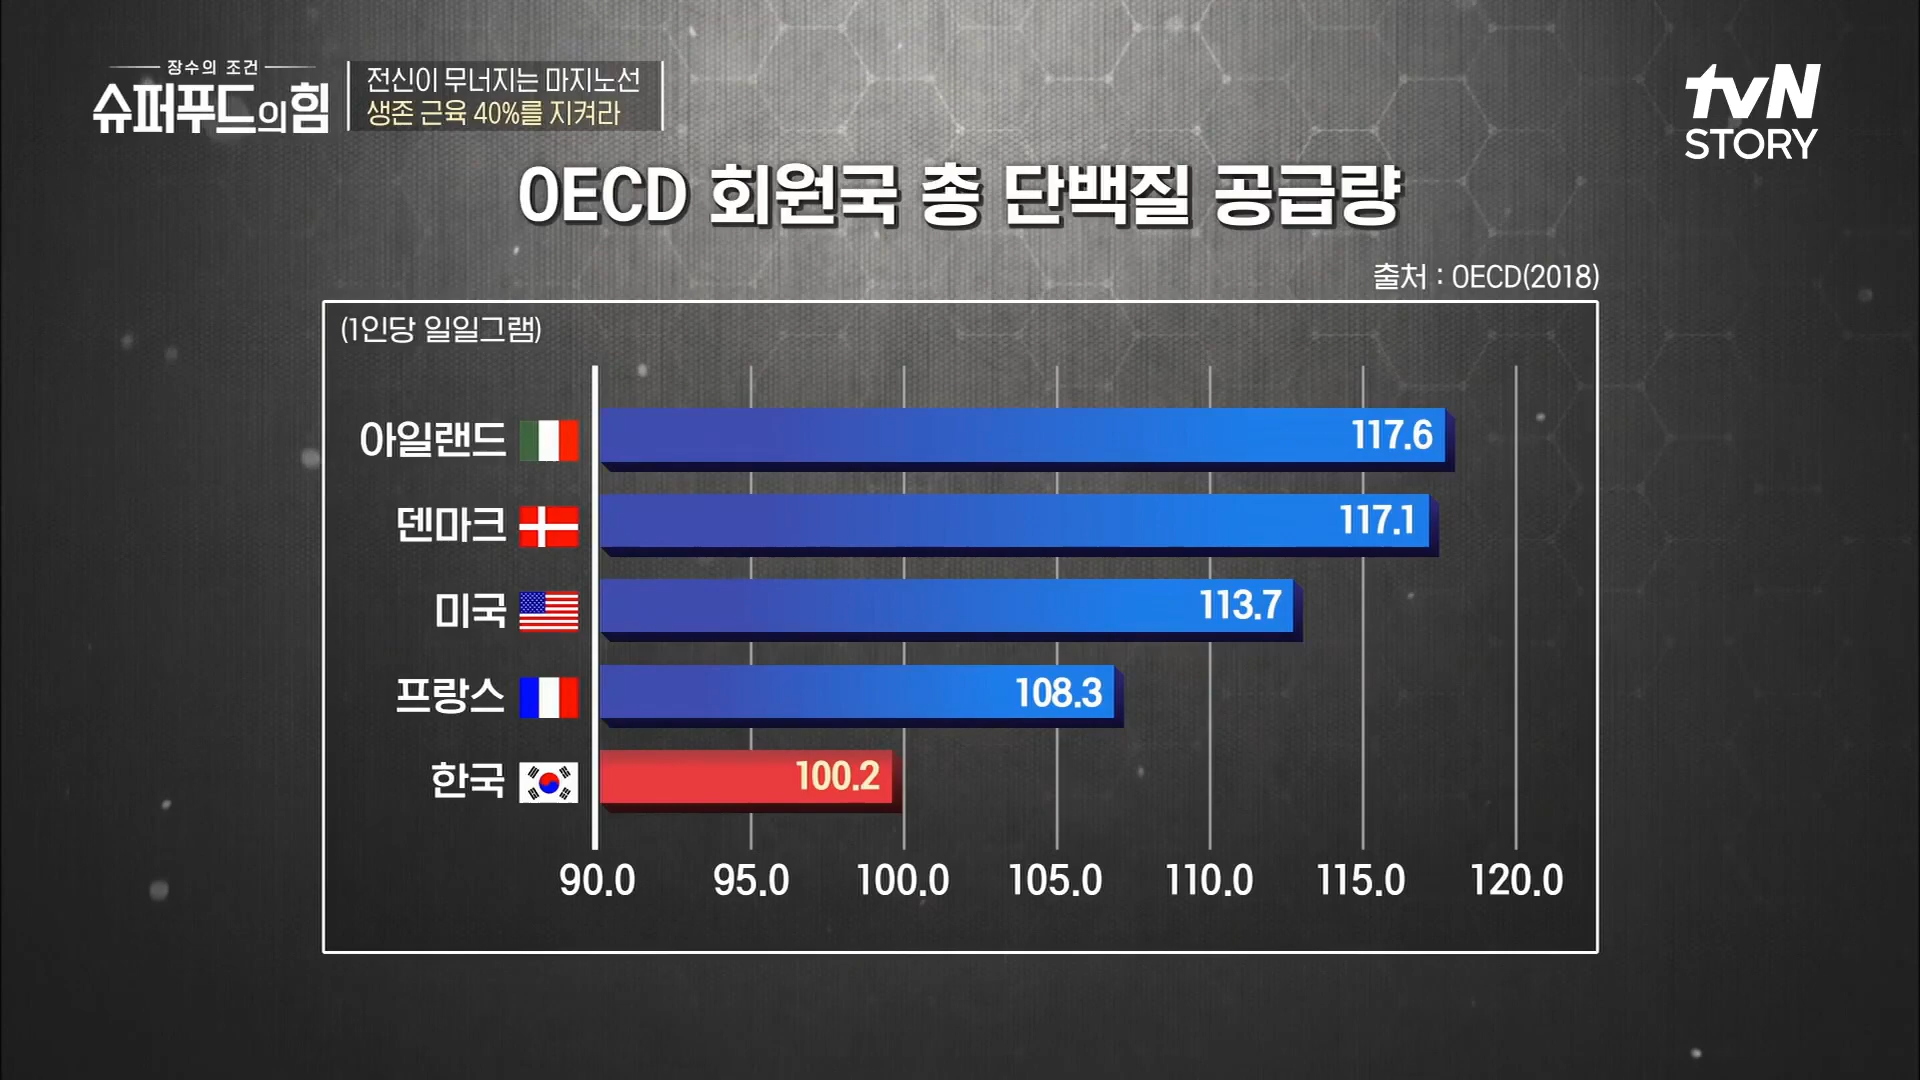 장수의 조건
슈퍼푸드의힘
전신이 무너지는 마지노선
생존 근육 40%를 지켜라
tvN
STORY
OECD 회원국 총 단백질 공급량
출처 : OECD(2018)
(1인당 일일그램)
아일랜드 117.6
덴마크 117.1
미국 113.7
프랑스 108.3
한국 100.2
90.0 95.0 100.0 105.0 110.0 115.0 120.0